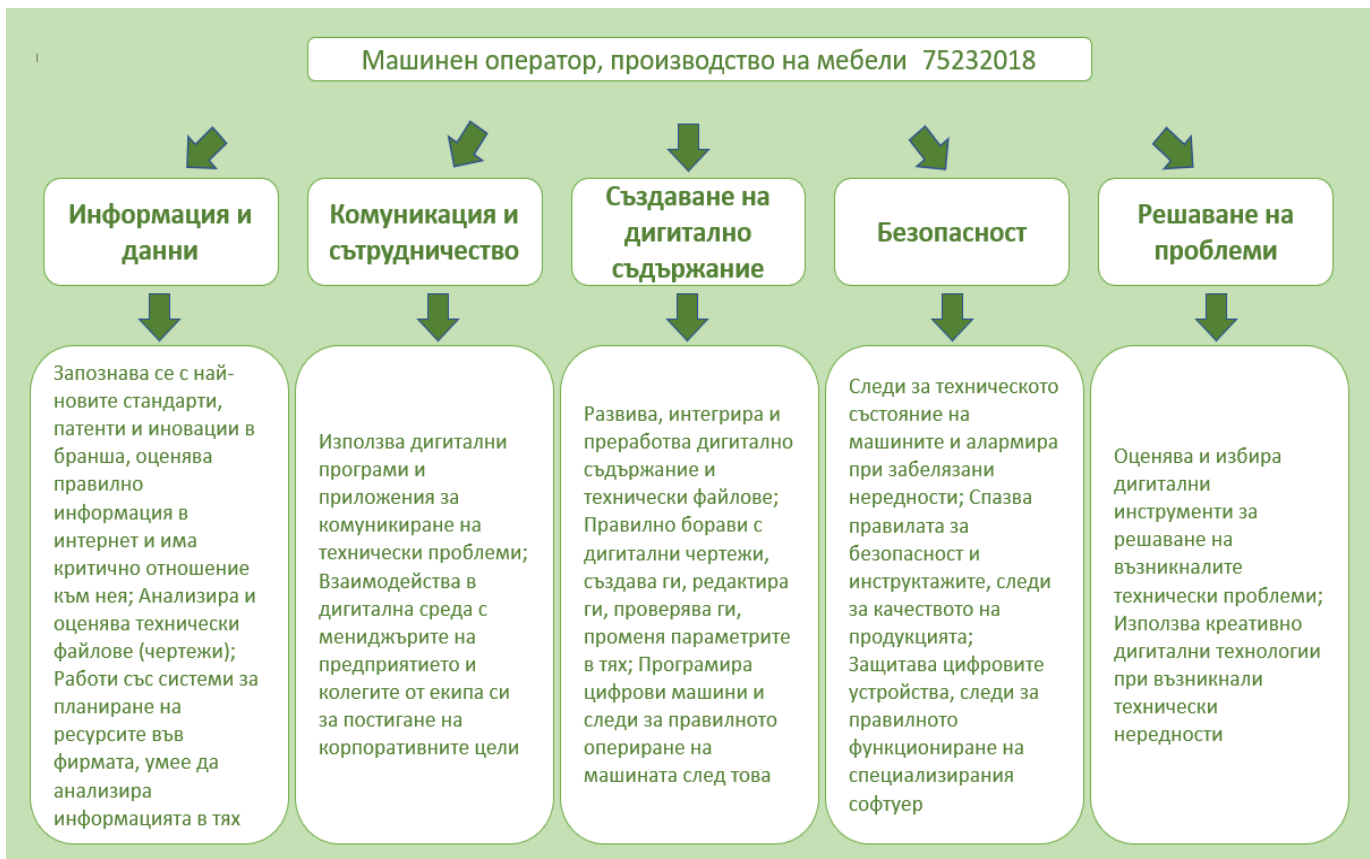 Машинен оператор, производство на мебели 75232018
Информация и
данни
Комуникация и
сътрудничество
Създаване на
дигитално
съдържание
Безопасност
Решаване на
проблеми
Запознава се с най-
новите стандарти,
патенти и иновации в
бранша, оценява
правилно
информация в
интернет и има
критично отношение
към нея; Анализира и
оценява технически
файлове (чертежи);
Работи със системи за
планиране на
ресурсите във
фирмата, умее да
анализира
информацията в тях
Използва дигитални
програми и
приложения за
комуникиране на
технически проблеми;
Взаимодейства в
дигитална среда с
мениджърите на
предприятието и
колегите от екипа си
за постигане на
корпоративните цели
Развива, интегрира и
преработва дигитално
съдържание и
технически файлове;
Правилно борави с
дигитални чертежи,
създава ги, редактира
ги, проверява ги,
променя параметрите
в тях; Програмира
цифрови машини и
следи за правилното
опериране на
машината след това
Следи за техническото
състояние на
машините и алармира
при забелязани
нередности; Спазва
правилата за
безопасност и
инструктажите, следи
за качеството на
продукцията;
Защитава цифровите
устройства, следи за
правилното
функциониране на
специализирания
софтуер
Оценява и избира
дигитални
инструменти за
решаване на
възникналите
технически проблеми;
Използва креативно
дигитални технологии
при възникнали
технически
нередности